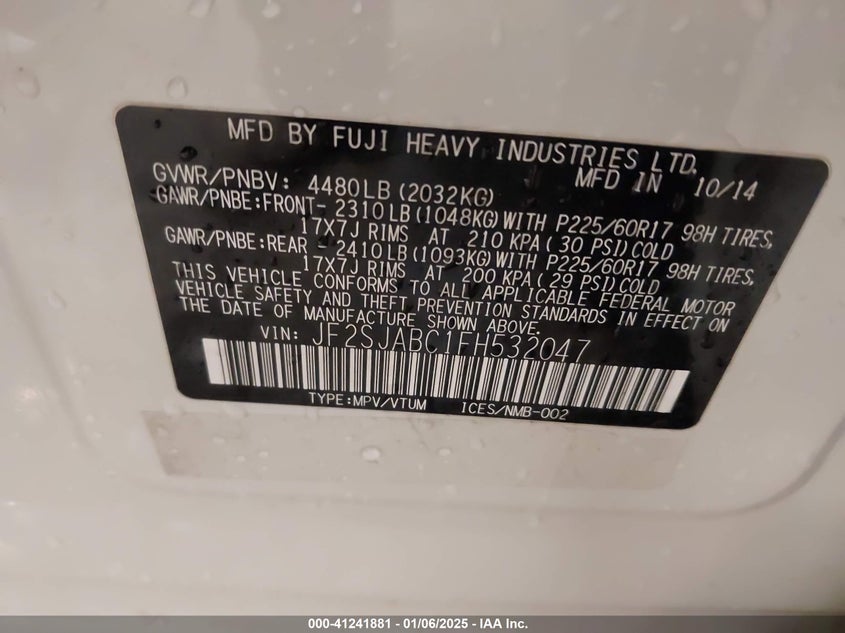 MFD BY FUJI HEAVY INDUSTRIES LTD.
MFD IN 10/14
GVWR/PNBV: 4480LB(2032KG)
GAWR/PNBE:FRONT- 2310LB(1048KG)WITH P225/60R17 98H TIRES,
17X7J RIMS AT 210 KPA( 30 PSI)COLD
GAWR/PNBE:REAR - 2410LB(1093KG)WITH P225/60R17 98H TIRES,
17X7J RIMS AT 200 KPA( 29 PSI)COLD
THIS VEHICLE CONFORMS TO ALL APPLICABLE FEDERAL MOTOR
VEHICLE SAFETY AND THEFT PREVENTION STANDARDS IN EFFECT ON
THE DATE OF MANUFACTURE SHOWN ABOVE.
VIN: JF2SJABC1FH532047
TYPE:MPV/VTUM ICES/NMB-002
000-41241881 - 01/06/2025 - IAA Inc.